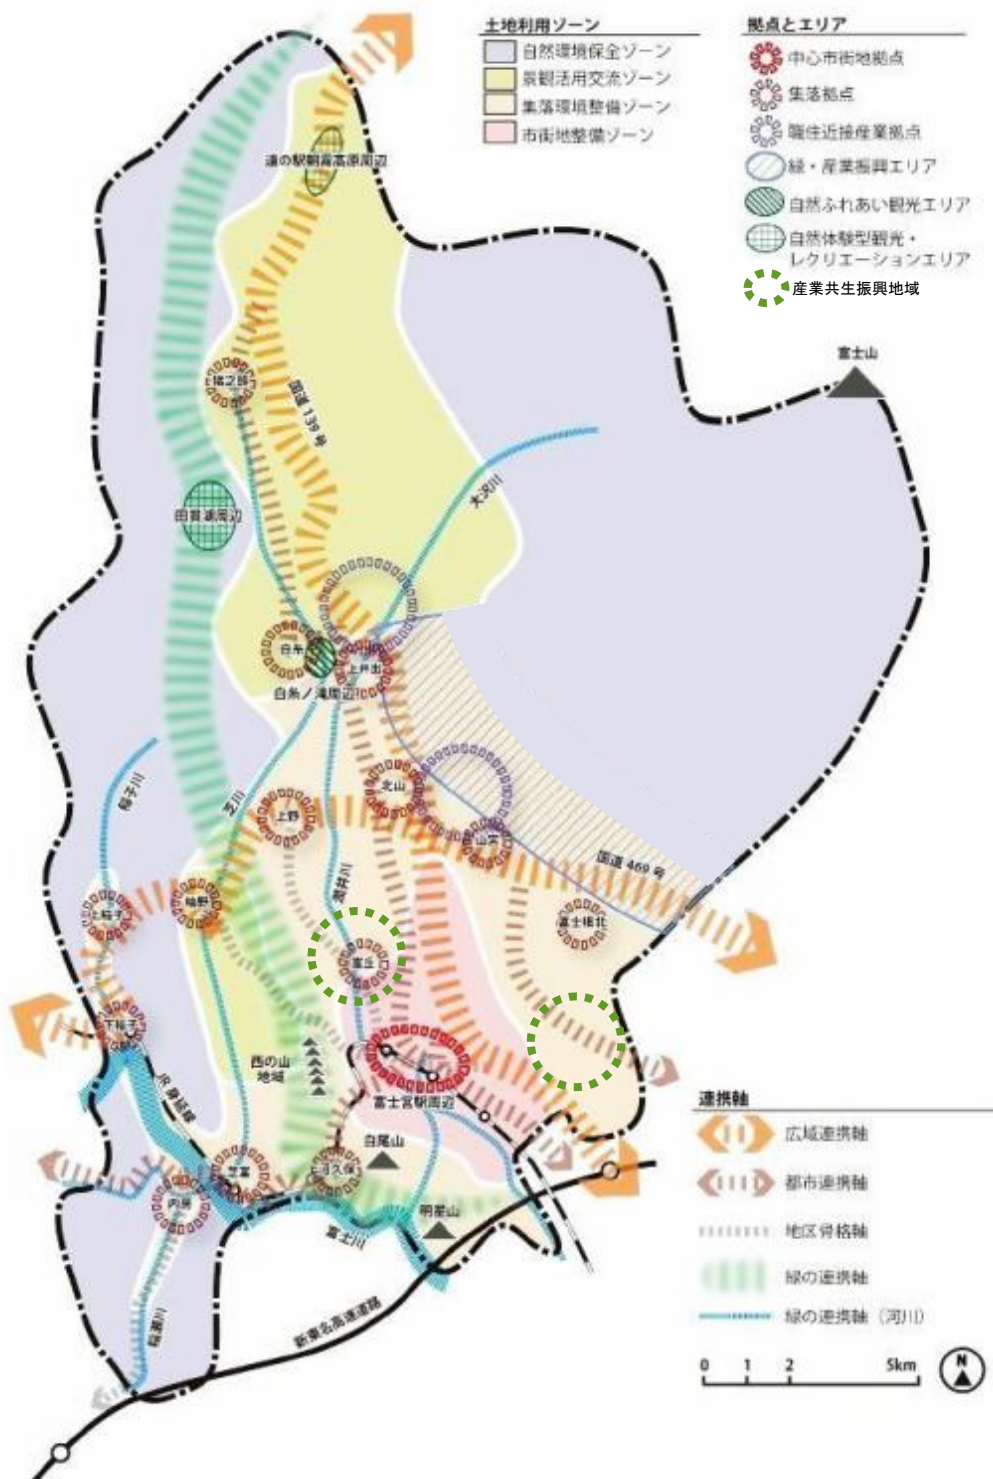 土地利用ゾーン
自然環境保全ゾーン
景観活用交流ゾーン
集落環境整備ゾーン
市街地整備ゾーン
拠点とエリア
中心市街地拠点
集落拠点
職住近接産業拠点
緑・産業振興エリア
自然ふれあい観光エリア
自然体験型観光・
レクリエーションエリア
産業共生振興地域
道の駅朝霧高原周辺
富士山
猪之頭
国道139号
大沢川
田貫湖周辺
白糸
上井出
白糸ノ滝周辺
稲子川
芝川
北山
上野
山宮
国道469号
潤井川
上稲子
柚野
富士根北
富丘
下稲子
西の山
地域
JR身延線
富士宮駅周辺
白尾山
芝富
沼久保
内房
明星山
富士川
稲瀬川
新東名高速道路
連携軸
広域連携軸
都市連携軸
地区骨格軸
緑の連携軸
緑の連携軸（河川）
0 1 2 5km
N